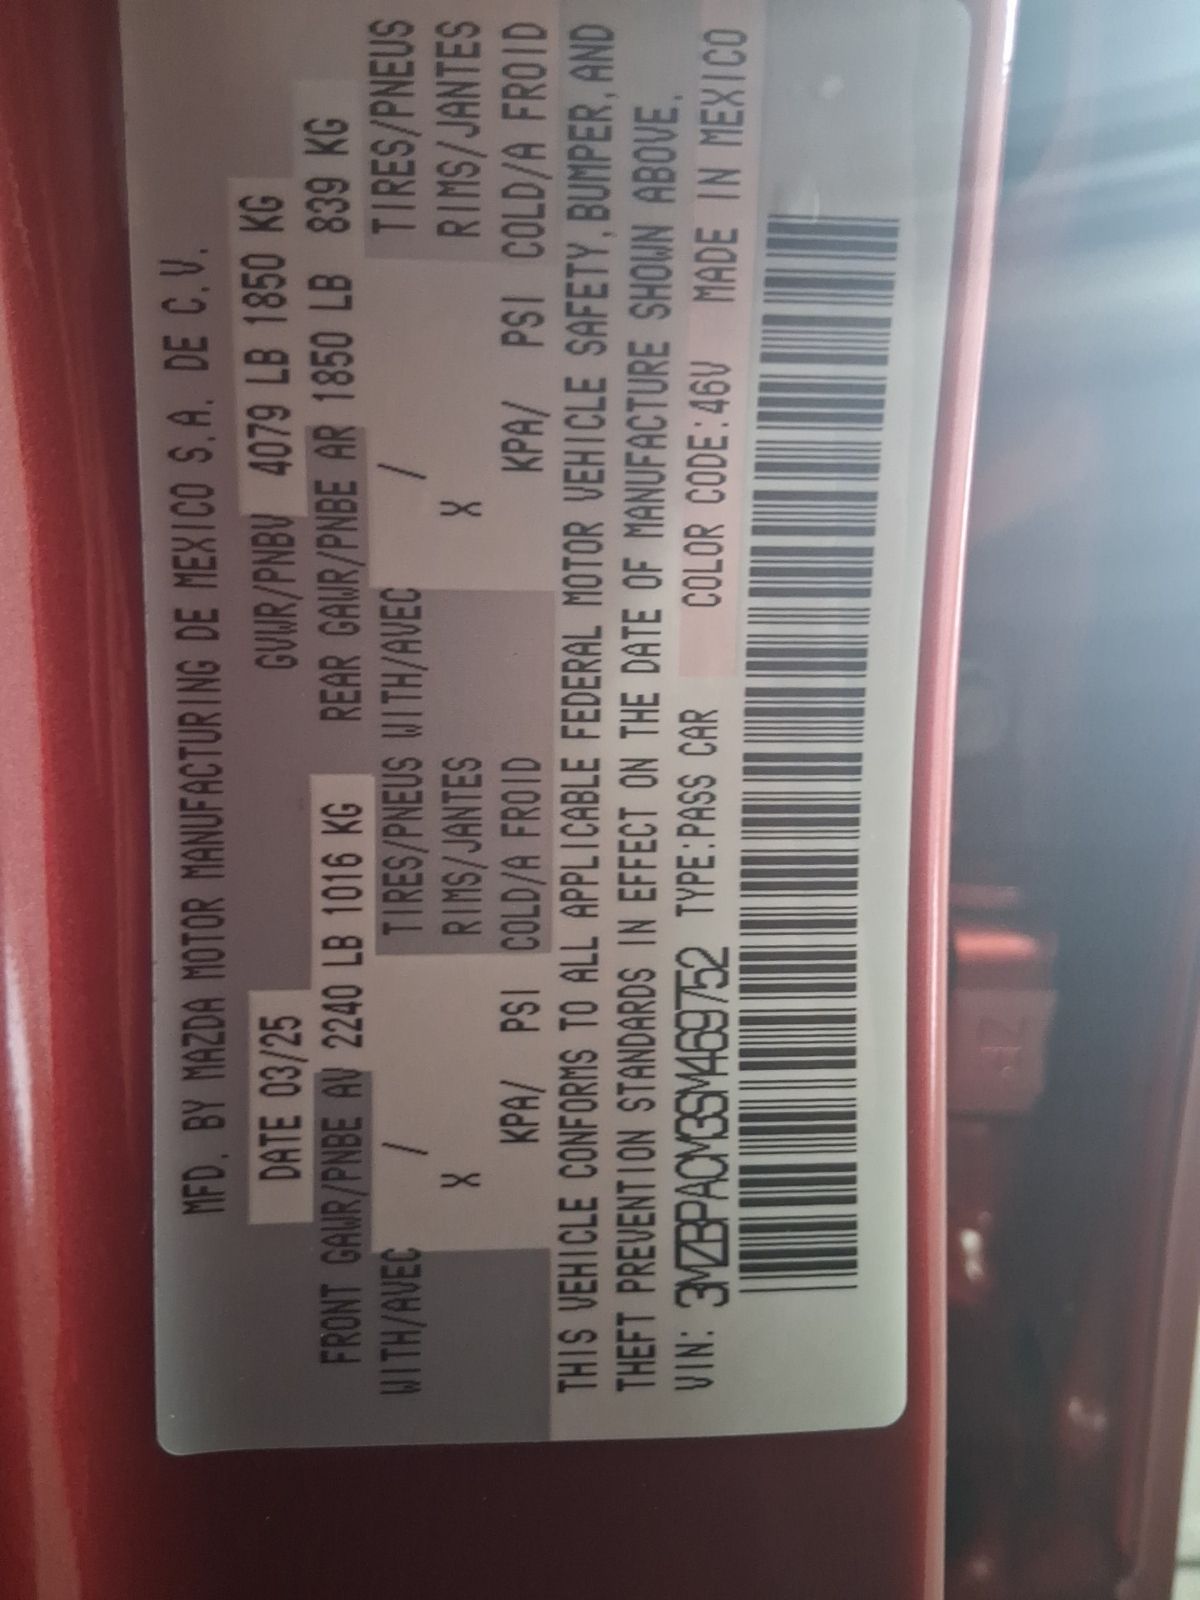 MFD. BY MAZDA MOTOR MANUFACTURING DE MEXICO S.A. DE C.V.
DATE 03/25 GVWR/PNBV 4079 LB 1850 KG
FRONT GAWR/PNBE AV 2240 LB 1016 KG REAR GAWR/PNBE AR 1850 LB 839 KG
WITH/AVEC / TIRES/PNEUS WITH/AVEC / TIRES/PNEUS
X RIMS/JANTES X RIMS/JANTES
KPA/ PSI COLD/A FROID KPA/ PSI COLD/A FROID
THIS VEHICLE CONFORMS TO ALL APPLICABLE FEDERAL MOTOR VEHICLE SAFETY,BUMPER,AND
THEFT PREVENTION STANDARDS IN EFFECT ON THE DATE OF MANUFACTURE SHOWN ABOVE.
VIN: 3MZBPACM3SM469752 TYPE:PASS CAR COLOR CODE:46V MADE IN MEXICO